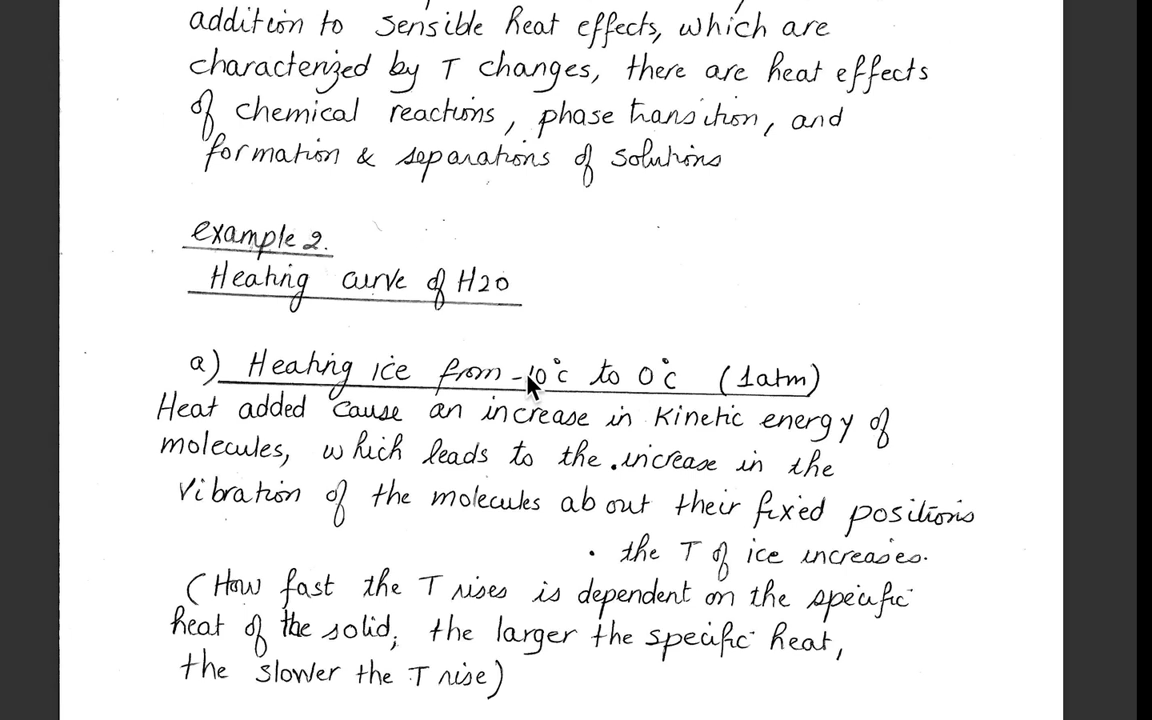 addition to sensible heat effects, which are
characterized by T changes, there are heat effects
of chemical reactions, phase transition, and
formation & separations of solutions
example 2.
Heating curve of H2O
a) Heating ice from -10°C to 0°C (1atm)
Heat added cause an increase in kinetic energy of
molecules, which leads to the increase in the
vibration of the molecules about their fixed positions
. the T of ice increases.
(How fast the T rises is dependent on the specific
heat of the solid, the larger the specific heat,
the slower the T rise)